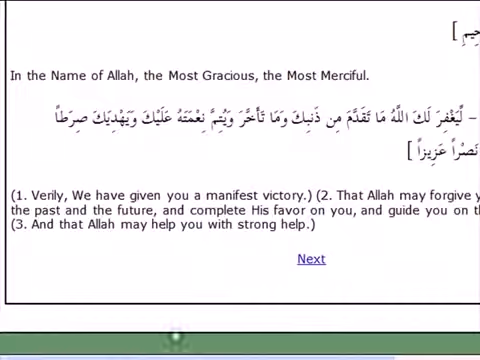 In the Name of Allah, the Most Gracious, the Most Merciful.
– لِّيَغْفِرَ لَكَ اللَّهُ مَا تَقَدَّمَ مِن ذَنبِكَ وَمَا تَأَخَّرَ وَيُتِمَّ نِعْمَتَهُ عَلَيْكَ وَيَهْدِيَكَ صِرَطاً
نَصْراً عَزِيزاً ]
(1. Verily, We have given you a manifest victory.) (2. That Allah may forgive
the past and the future, and complete His favor on you, and guide you on
(3. And that Allah may help you with strong help.)
Next